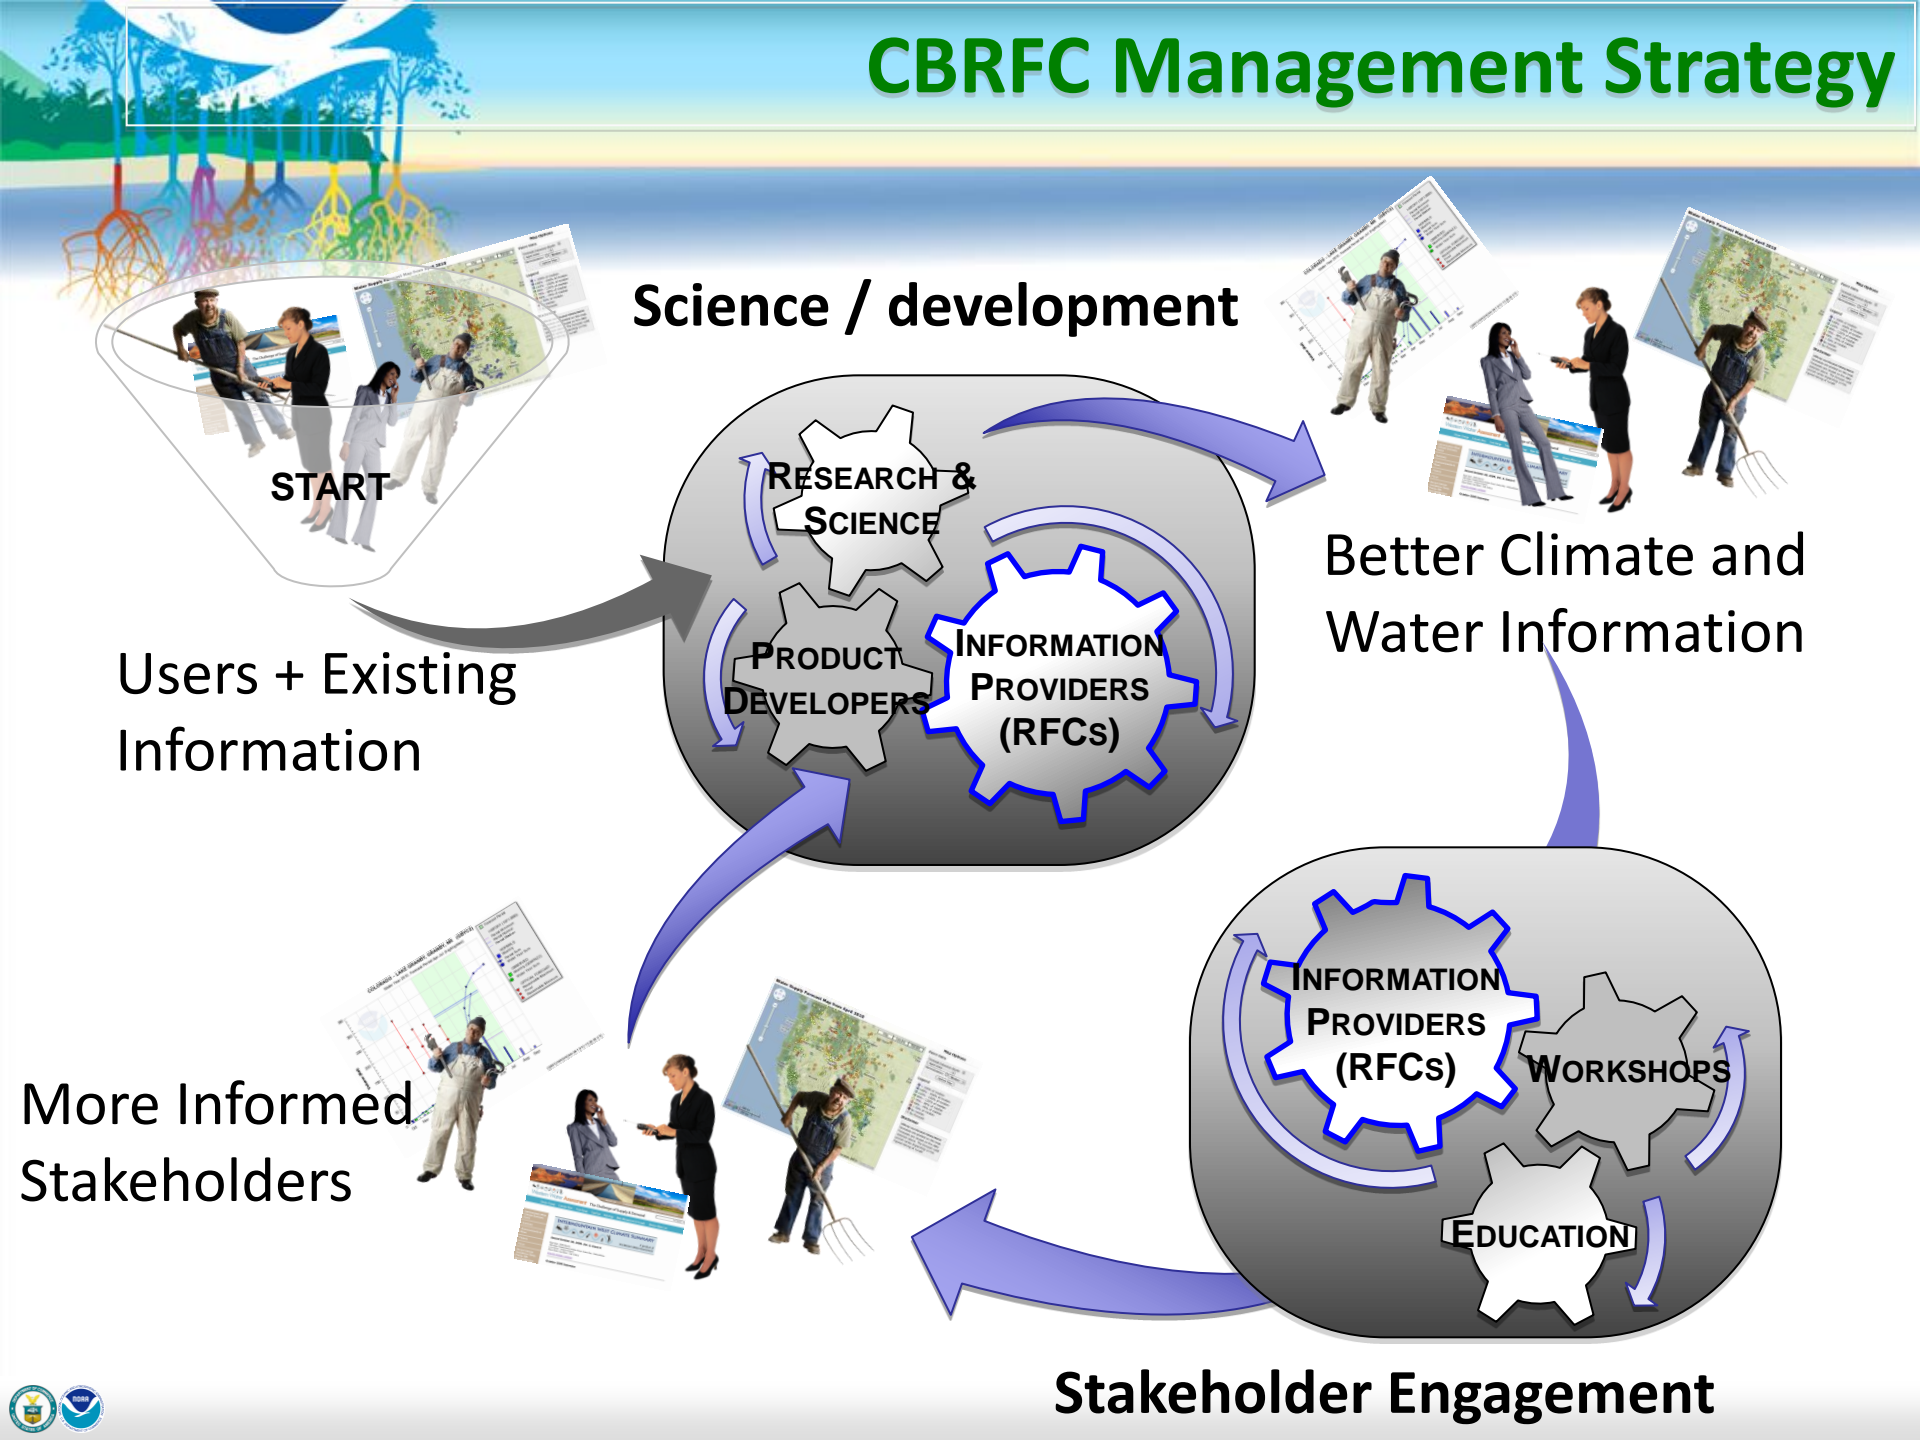 CBRFC Management Strategy
Science / development
START
RESEARCH &
SCIENCE
PRODUCT
DEVELOPERS
INFORMATION
PROVIDERS
(RFCS)
Users + Existing
Information
Better Climate and
Water Information
INFORMATION
PROVIDERS
(RFCS)
WORKSHOPS
EDUCATION
More Informed
Stakeholders
Stakeholder Engagement
NOAA